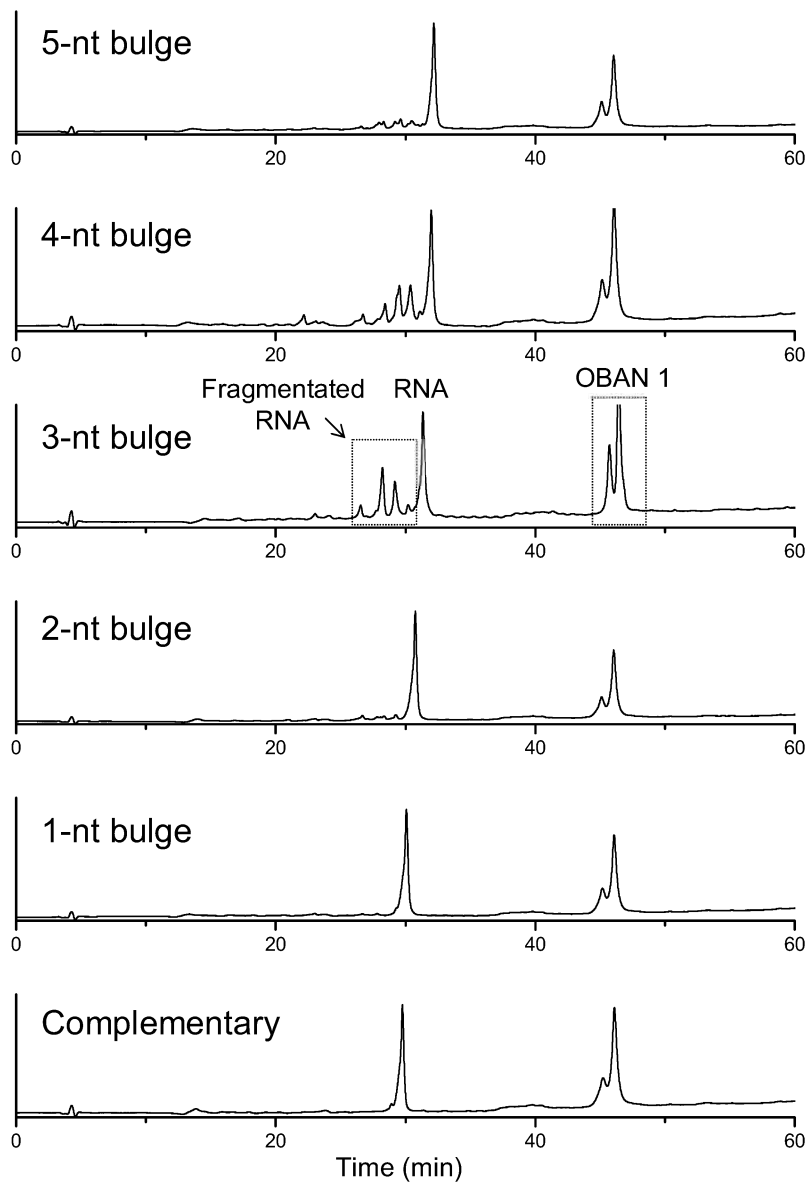 5-nt bulge
0 20 40 60
4-nt bulge
0 20 40 60
Fragmentated
RNA
RNA
OBAN 1
3-nt bulge
0 20 40 60
2-nt bulge
0 20 40 60
1-nt bulge
0 20 40 60
Complementary
0 20 40 60
Time (min)